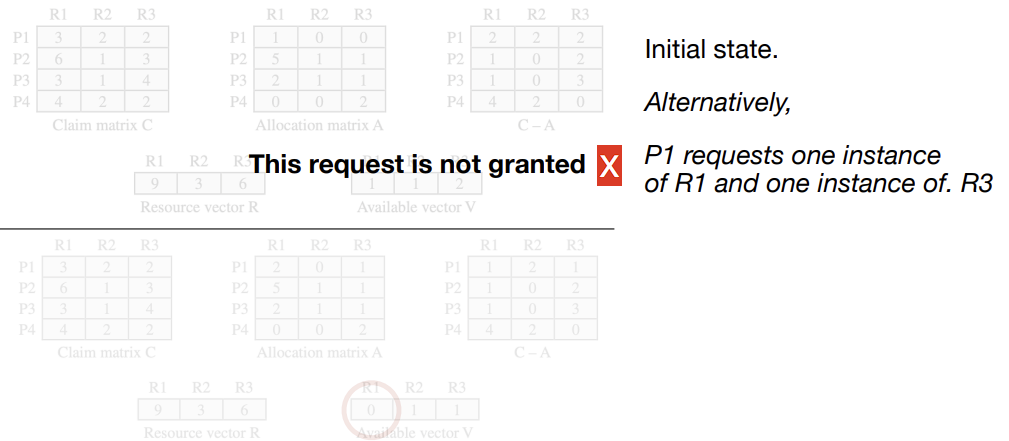 R1 R2 R3 R1 R2 R3 R1 R2 R3
P1 3 2 2 P1 1 0 0 P1 2 2 2
P2 6 1 3 P2 5 1 1 P2 1 0 2
P3 3 1 4 P3 2 1 1 P3 1 0 3
P4 4 2 2 P4 0 0 2 P4 4 2 0
Claim matrix C Allocation matrix A C – A
Initial state.
Alternatively,
P1 requests one instance
of R1 and one instance of. R3
This request is not granted X
R1 R2 R3
9 3 6 1 1 2
Resource vector R Available vector V
R1 R2 R3 R1 R2 R3 R1 R2 R3
P1 3 2 2 P1 2 0 1 P1 1 2 1
P2 6 1 3 P2 5 1 1 P2 1 0 2
P3 3 1 4 P3 2 1 1 P3 1 0 3
P4 4 2 2 P4 0 0 2 P4 4 2 0
Claim matrix C Allocation matrix A C – A
R1 R2 R3 R1 R2 R3
9 3 6 0 1 1
Resource vector R Available vector V